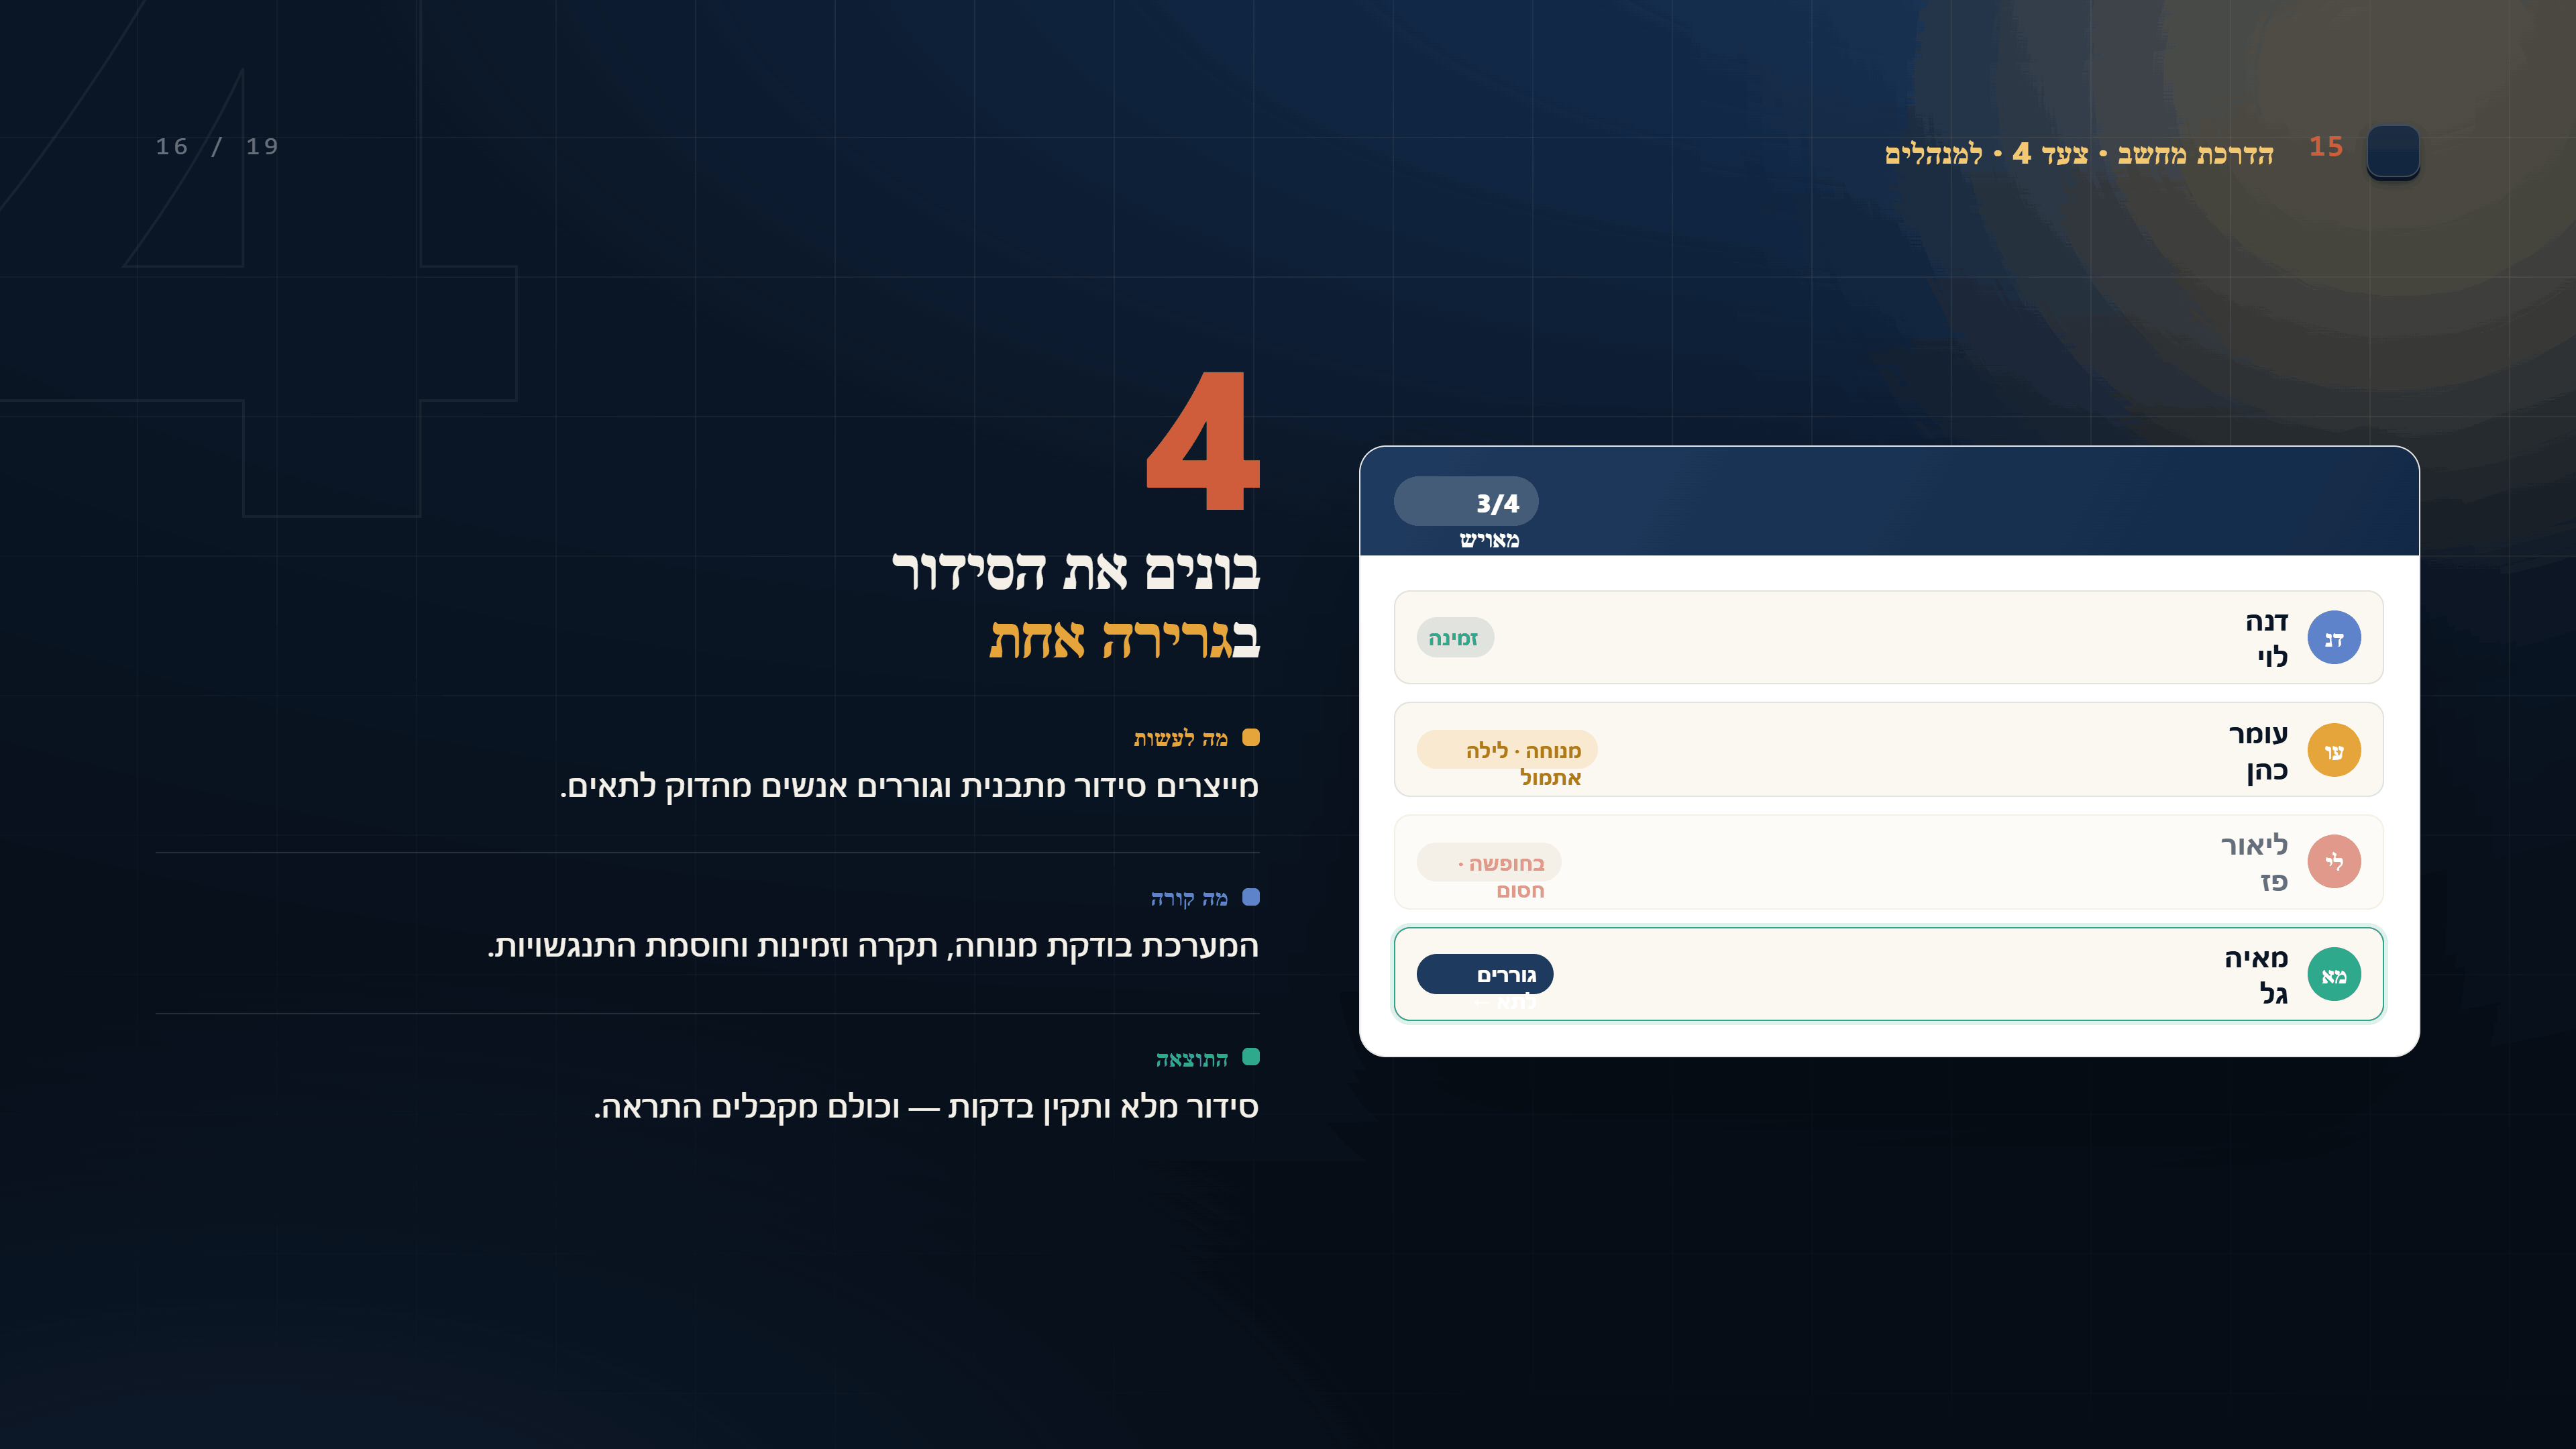 15 הדרכת מחשב · צעד 4 · למנהלים
16 / 19
3/4
מאויש
דנ
דנה
לוי
זמינה
עו
עומר
כהן
מנוחה · לילה
אתמול
לי
ליאור
פז
בחופשה ·
חסום
מא
מאיה
גל
גוררים
לתא ←
4
בונים את הסידור
בגרירה אחת
מה לעשות
מייצרים סידור מתבנית וגוררים אנשים מהדוק לתאים.
מה קורה
המערכת בודקת מנוחה, תקרה וזמינות וחוסמת התנגשויות.
התוצאה
סידור מלא ותקין בדקות — וכולם מקבלים התראה.
4